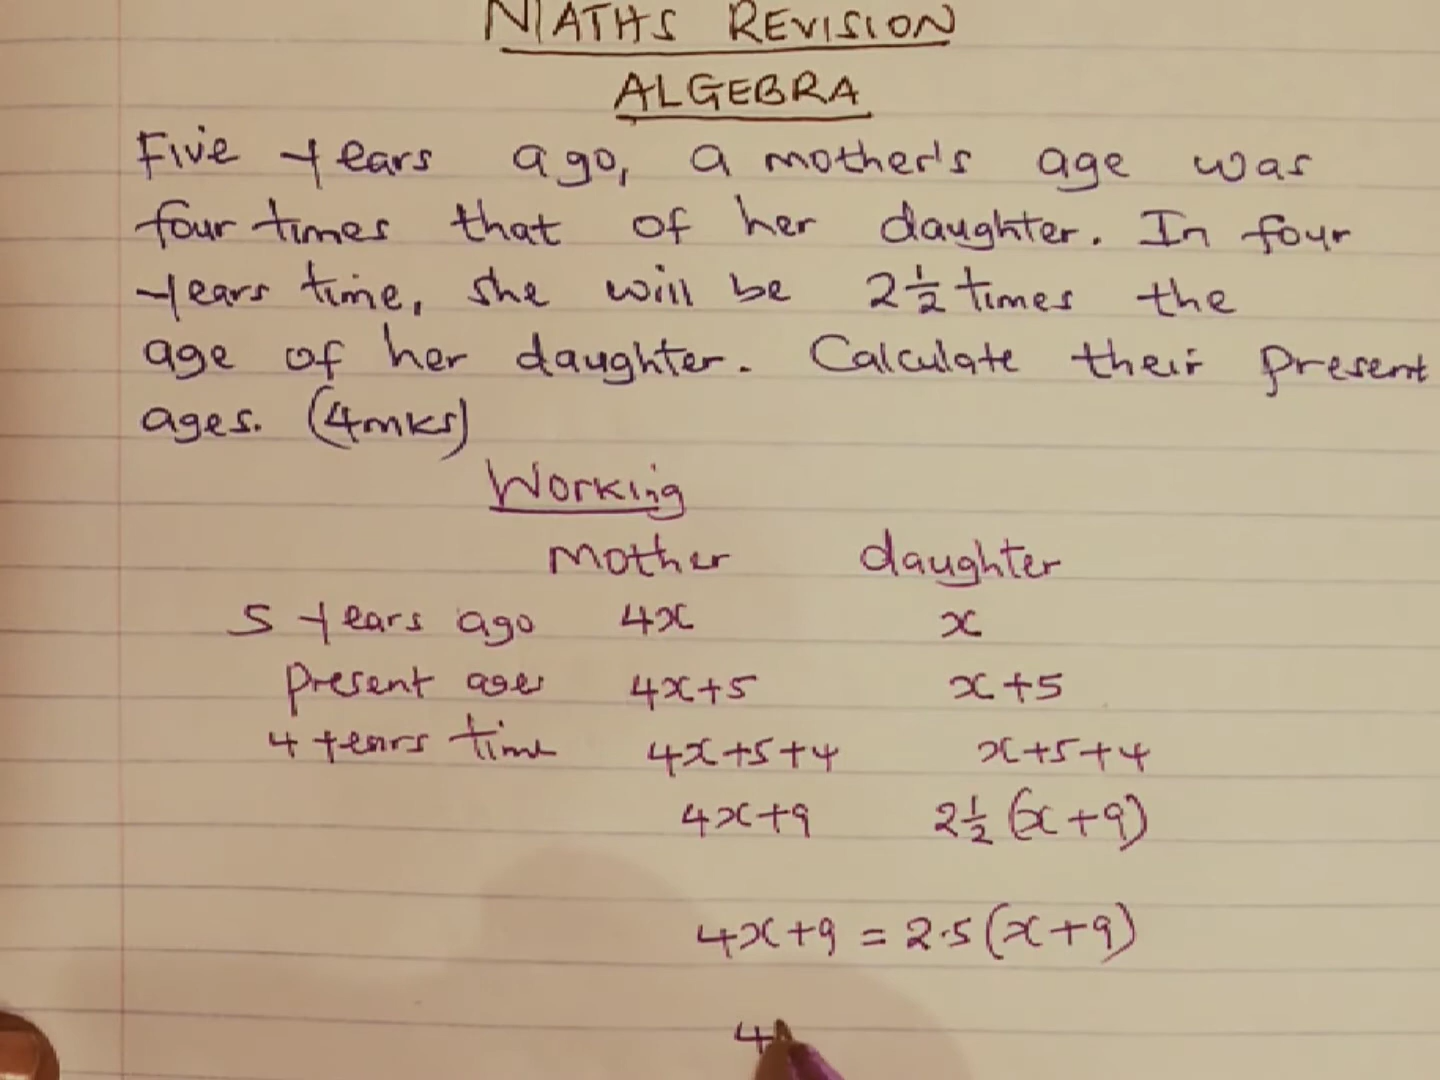 MATHS REVISION
ALGEBRA
Five years ago, a mother's age was
four times that of her daughter. In four
years time, she will be 2½ times the
age of her daughter. Calculate their present
ages. (4mks)
Working
Mother daughter
5 years ago 4x x
Present ages 4x+5 x+5
4 years time 4x+5+4 x+5+4
4x+9 2½(x+9)
4x+9 = 2.5(x+9)
4